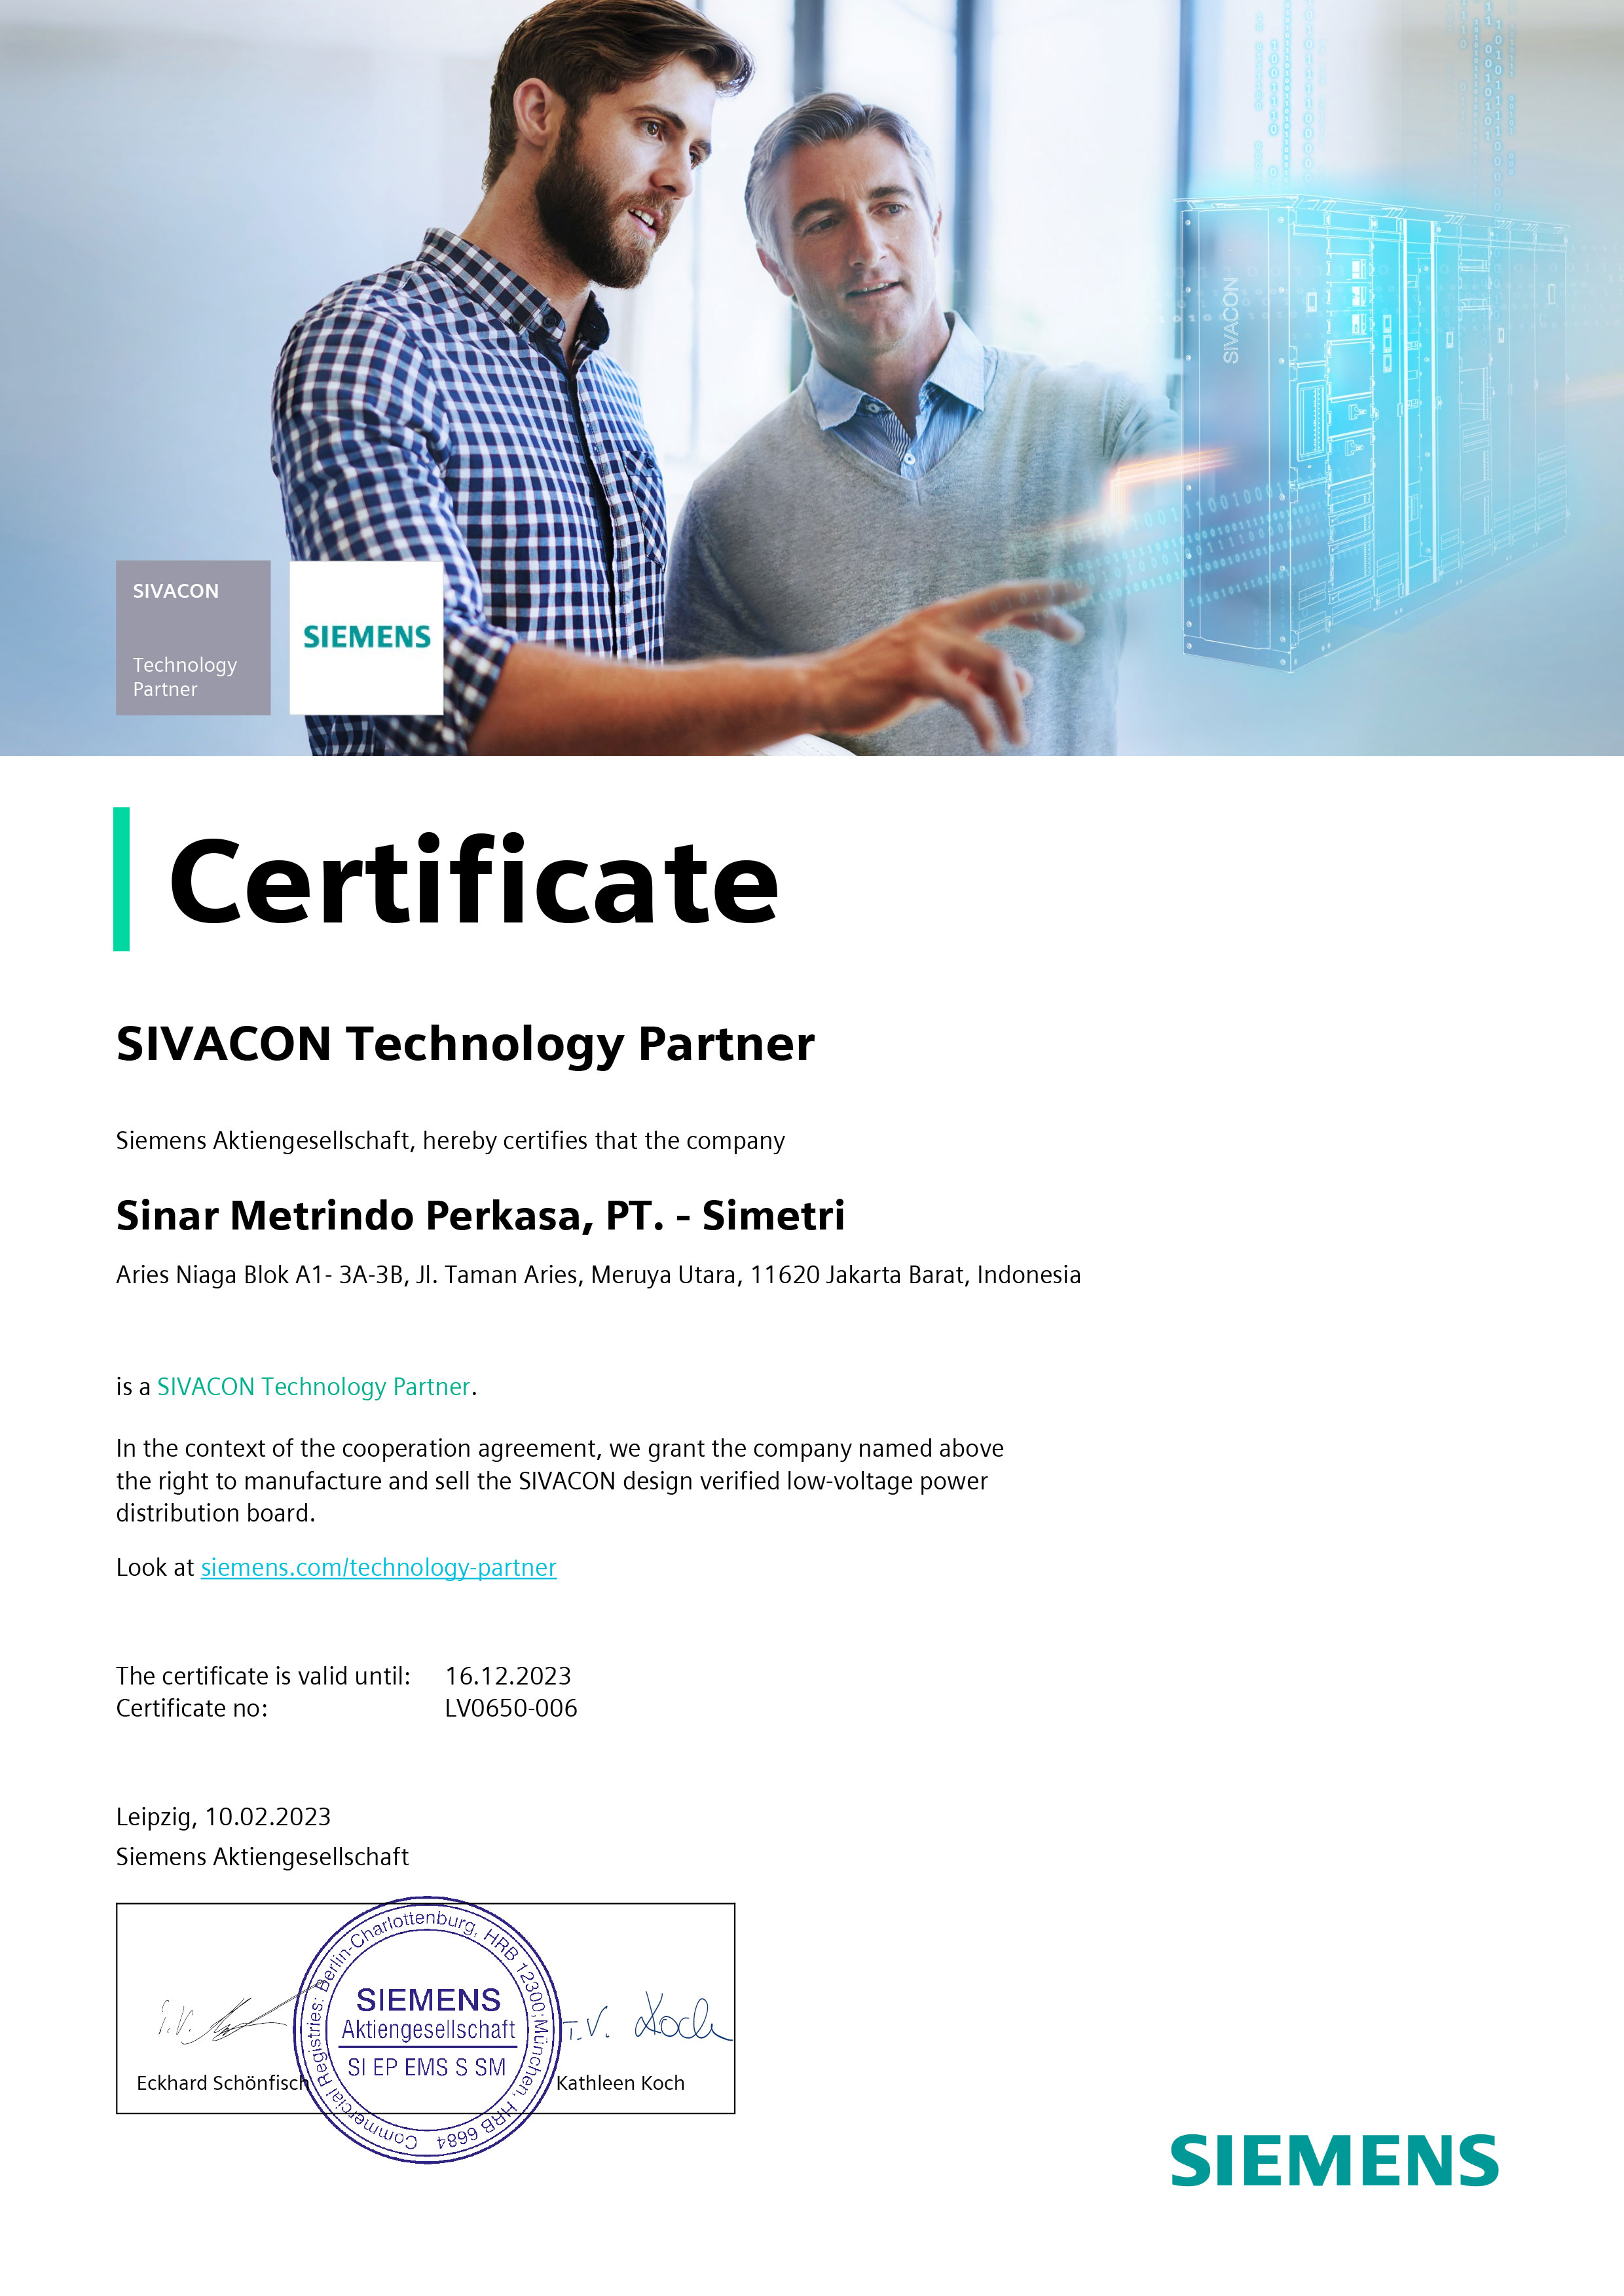 SIVACON
SIVACON
Technology
Partner
SIEMENS
Certificate
SIVACON Technology Partner
Siemens Aktiengesellschaft, hereby certifies that the company
Sinar Metrindo Perkasa, PT. - Simetri
Aries Niaga Blok A1- 3A-3B, Jl. Taman Aries, Meruya Utara, 11620 Jakarta Barat, Indonesia
is a SIVACON Technology Partner.
In the context of the cooperation agreement, we grant the company named above
the right to manufacture and sell the SIVACON design verified low-voltage power
distribution board.
Look at siemens.com/technology-partner
The certificate is valid until: 16.12.2023
Certificate no: LV0650-006
Leipzig, 10.02.2023
Siemens Aktiengesellschaft
Commercial Registries: Berlin-Charlottenburg, HRB 12300;München, HRB 6684
SIEMENS
Aktiengesellschaft
SI EP EMS S SM
i.V.
i.V. Koch
Eckhard Schönfisch
Kathleen Koch
SIEMENS